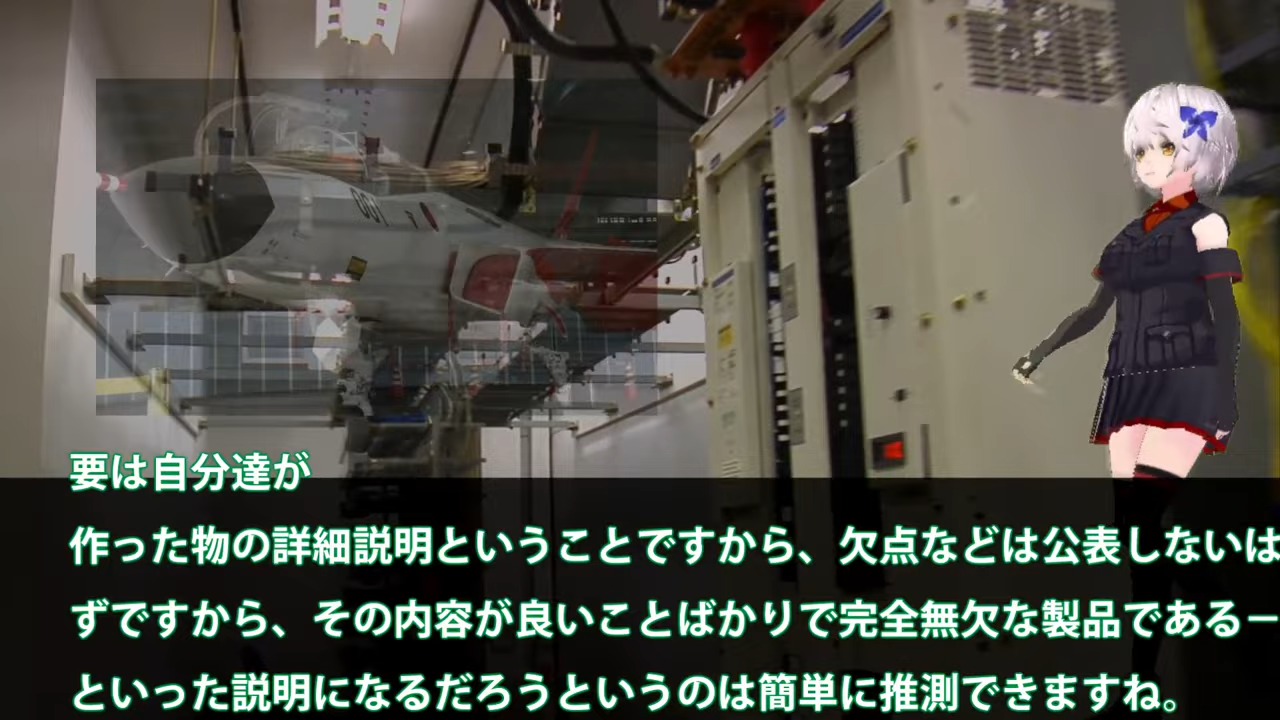 001
要は自分達が
作った物の詳細説明ということですから、欠点などは公表しないは
ずですから、その内容が良いことばかりで完全無欠な製品である－
といった説明になるだろうというのは簡単に推測できますね。